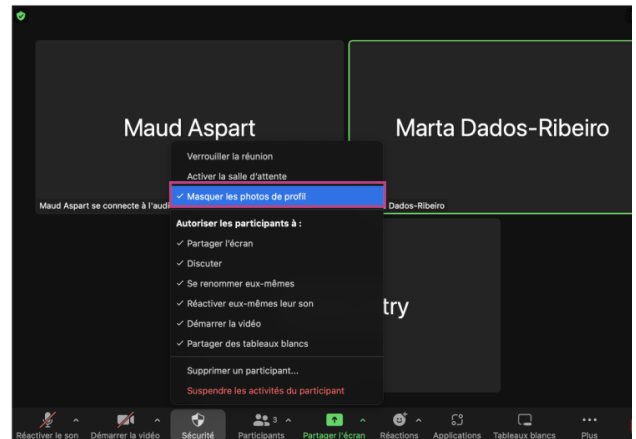 Maud Aspart
Marta Dados-Ribeiro
Verrouiller la réunion
Activer la salle d'attente
✓ Masquer les photos de profil
Maud Aspart se connecte à l'audi
Dados-Ribeiro
Autoriser les participants à :
✓ Partager l'écran
✓ Discuter
✓ Se renommer eux-mêmes
✓ Réactiver eux-mêmes leur son
✓ Démarrer la vidéo
✓ Partager des tableaux blancs
try
Supprimer un participant...
Suspendre les activités du participant
3
Réactiver le son Démarrer la vidéo Sécurité Participants Partager l'écran Réactions Applications Tableaux blancs Plus